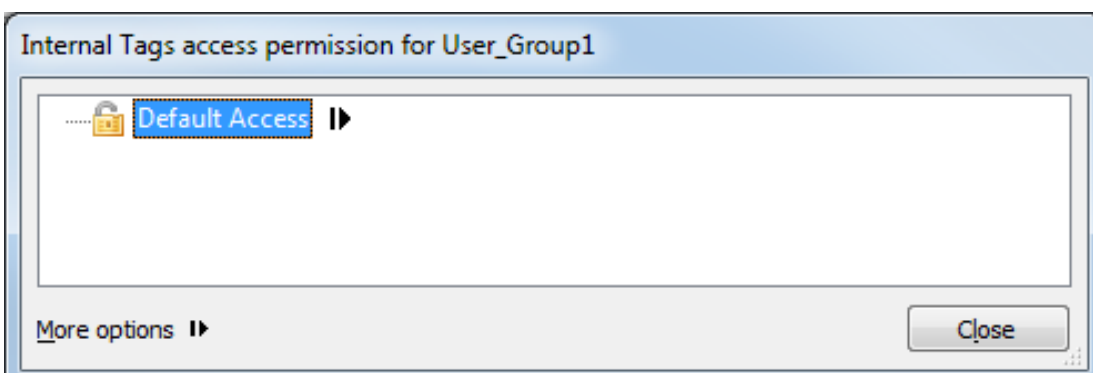 Internal Tags access permission for User_Group1
Default Access
More options
Close